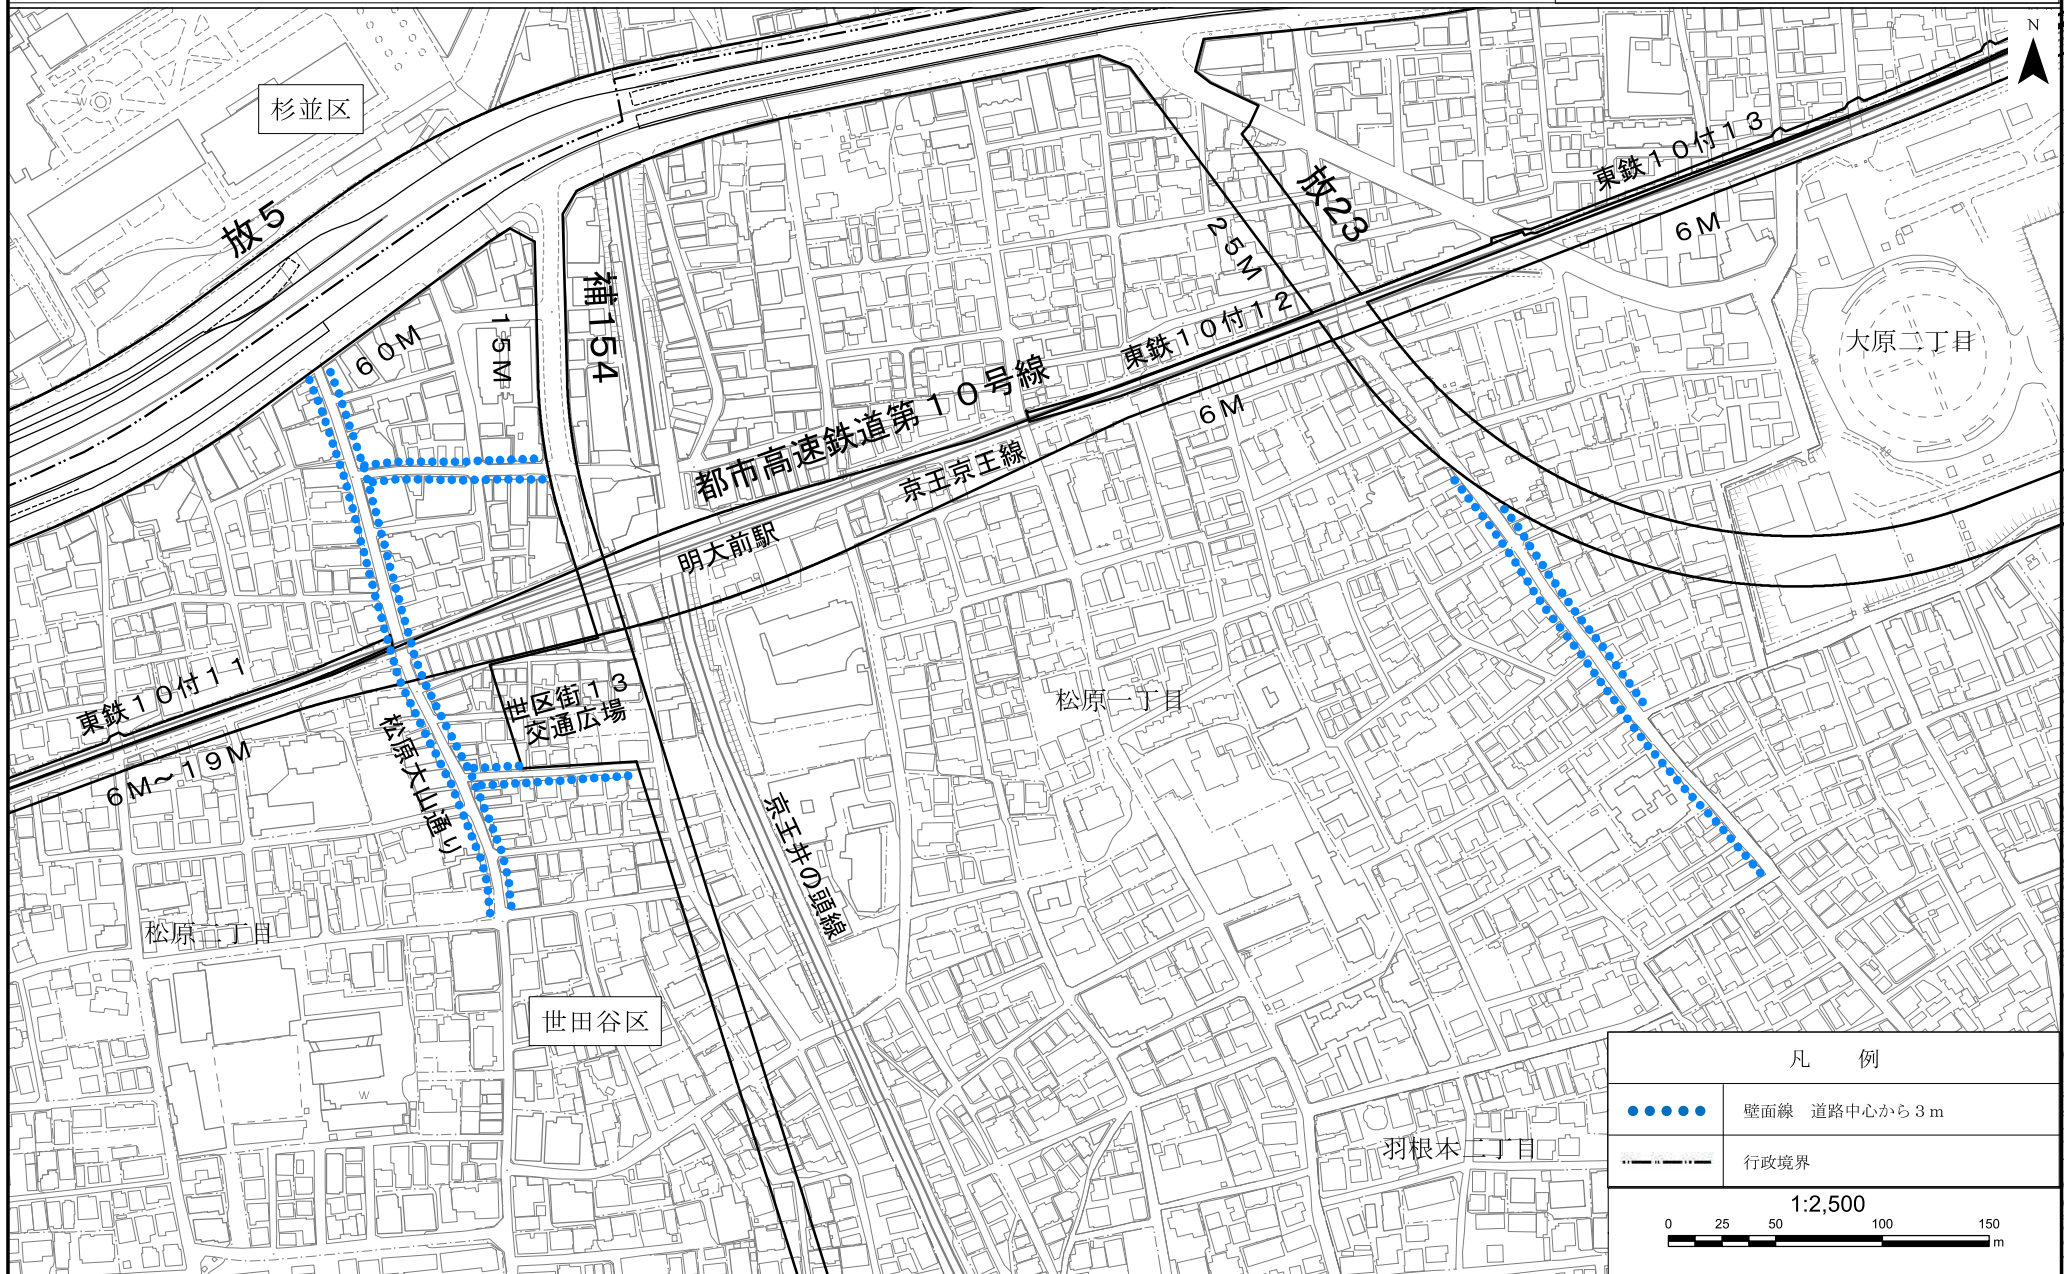 N
杉並区
放5
放23
東鉄10付13
6M
25M
補154
15M
60M
大原二丁目
東鉄10付12
6M
都市高速鉄道第10号線
京王京王線
明大前駅
東鉄10付11
6M～19M
世区街13
交通広場
松原大山通り
松原一丁目
京王井の頭線
松原二丁目
世田谷区
羽根木二丁目
W
W
凡　例
壁面線　道路中心から3m
行政境界
1:2,500
0 25 50 100 150
m